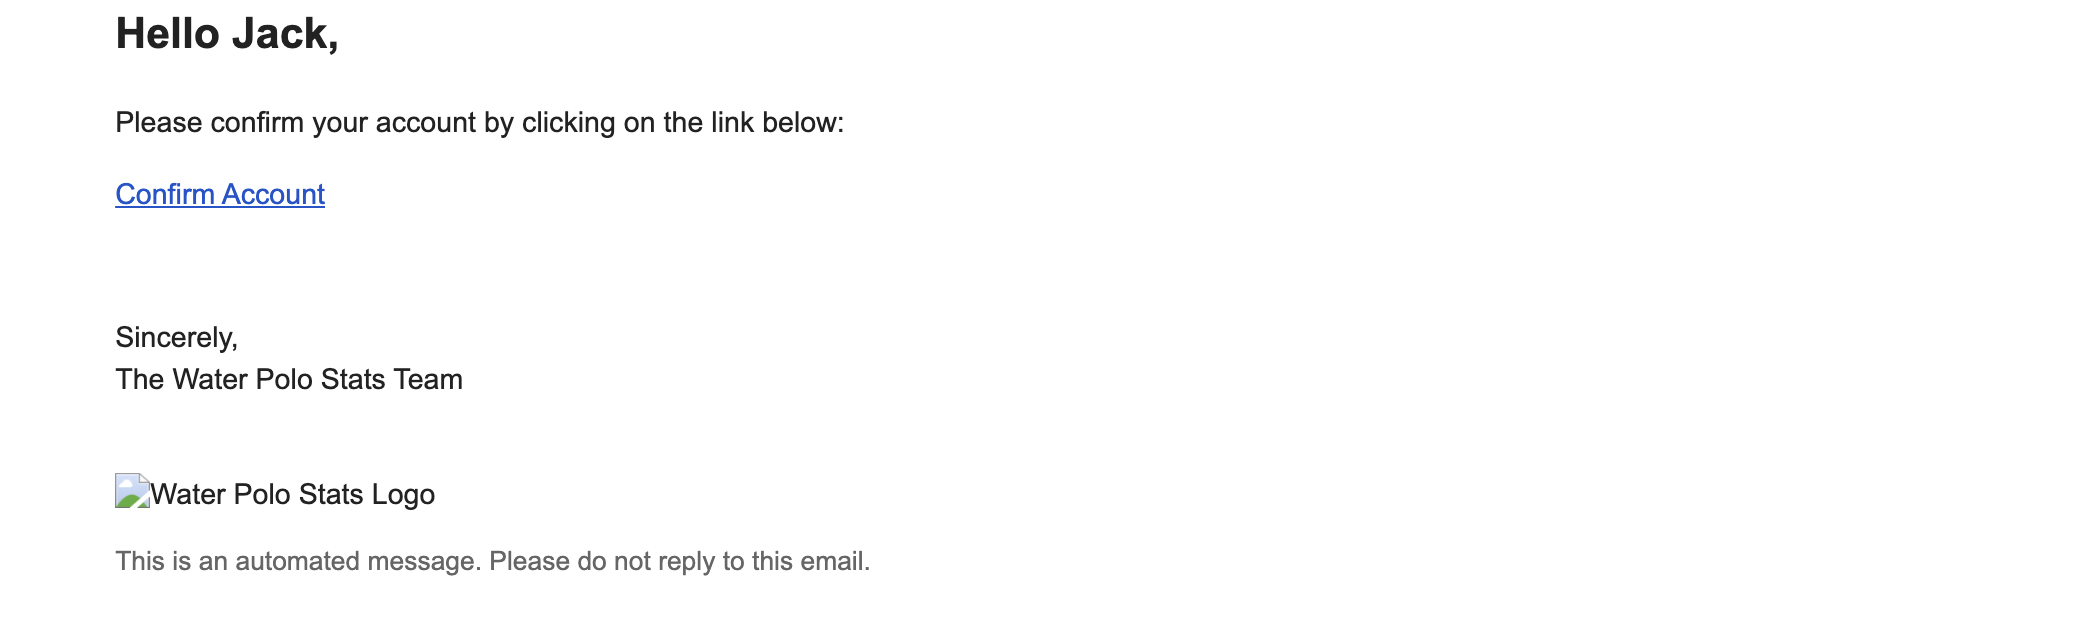 Hello Jack,
Please confirm your account by clicking on the link below:
Confirm Account
Sincerely,
The Water Polo Stats Team
Water Polo Stats Logo
This is an automated message. Please do not reply to this email.